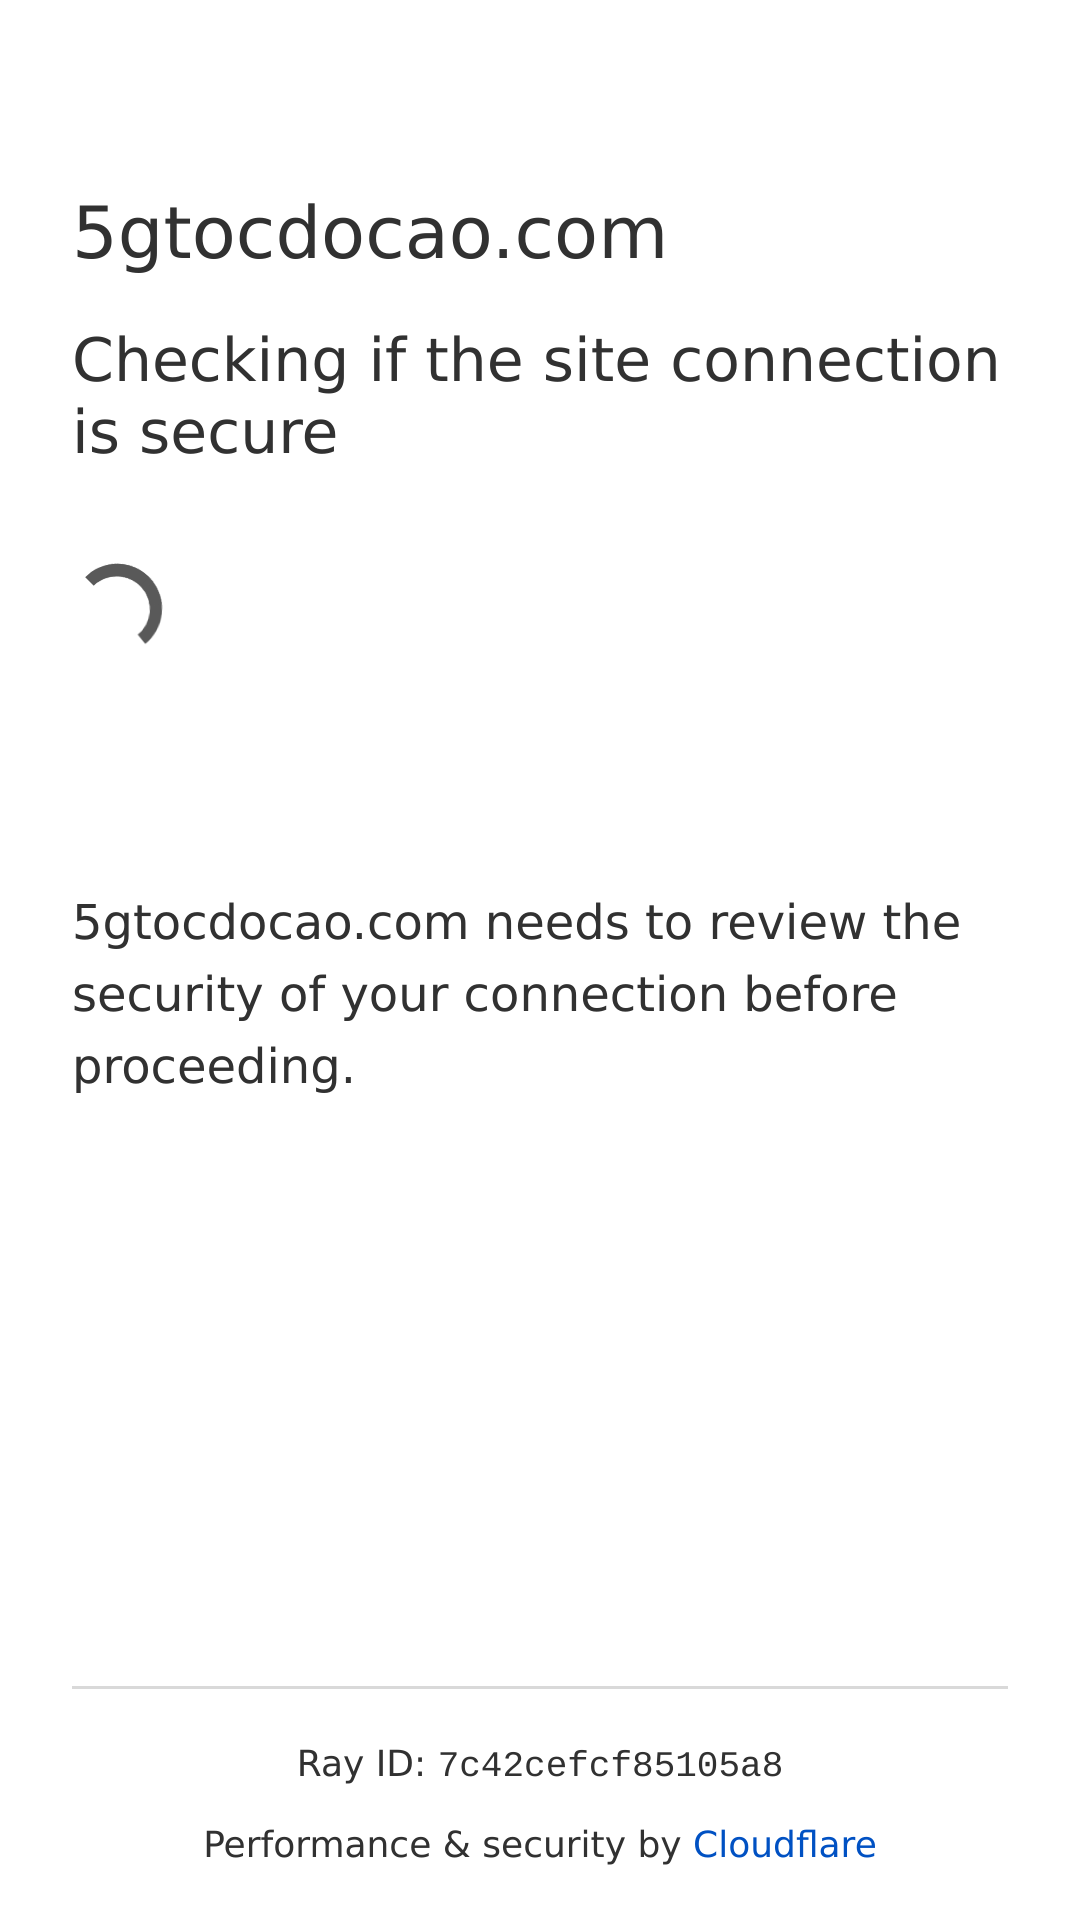 5gtocdocao.com
Checking if the site connection
is secure
5gtocdocao.com needs to review the
security of your connection before
proceeding.
Ray ID: 7c42cefcf85105a8
Performance & security by Cloudflare